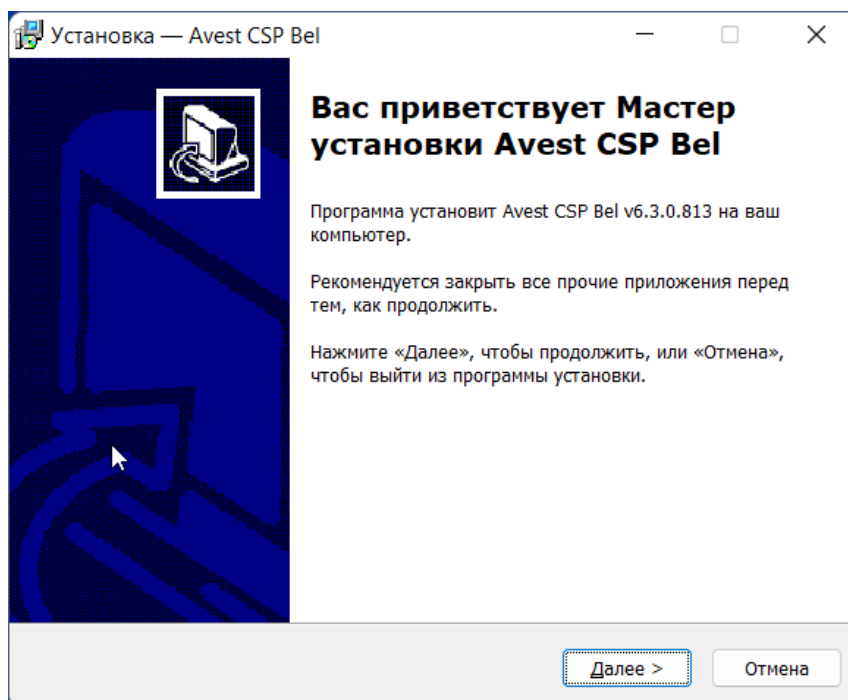 Установка — Avest CSP Bel
Вас приветствует Мастер
установки Avest CSP Bel
Программа установит Avest CSP Bel v6.3.0.813 на ваш
компьютер.
Рекомендуется закрыть все прочие приложения перед
тем, как продолжить.
Нажмите «Далее», чтобы продолжить, или «Отмена»,
чтобы выйти из программы установки.
Далее >
Отмена